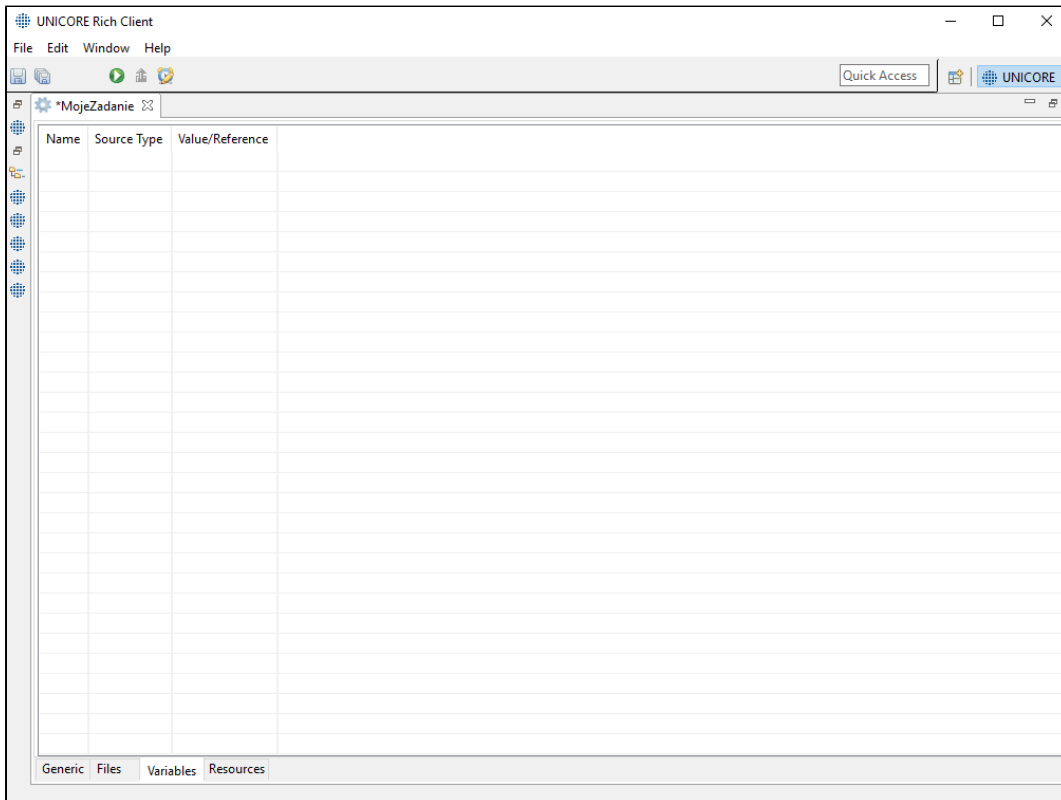 UNICORE Rich Client
File Edit Window Help
Quick Access UNICORE
*MojeZadanie
Name Source Type Value/Reference
Generic Files Variables Resources